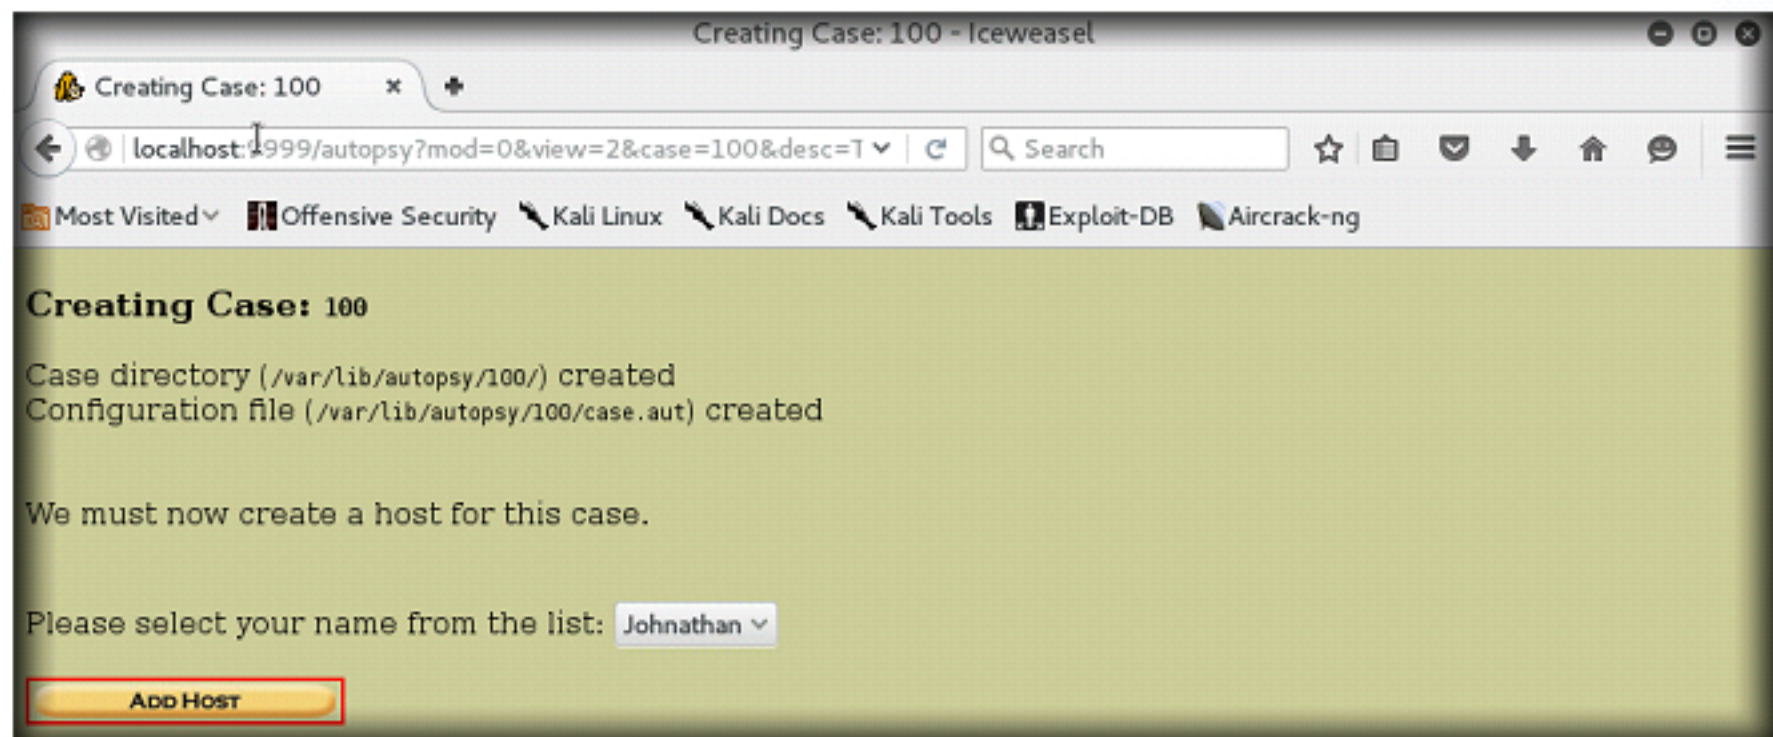 Creating Case: 100 - Iceweasel
Creating Case: 100
localhost:9999/autopsy?mod=0&view=2&case=100&desc=T
Search
Most Visited Offensive Security Kali Linux Kali Docs Kali Tools Exploit-DB Aircrack-ng
Creating Case: 100
Case directory (/var/lib/autopsy/100/) created
Configuration file (/var/lib/autopsy/100/case.aut) created
We must now create a host for this case.
Please select your name from the list: Johnathan
ADD HOST